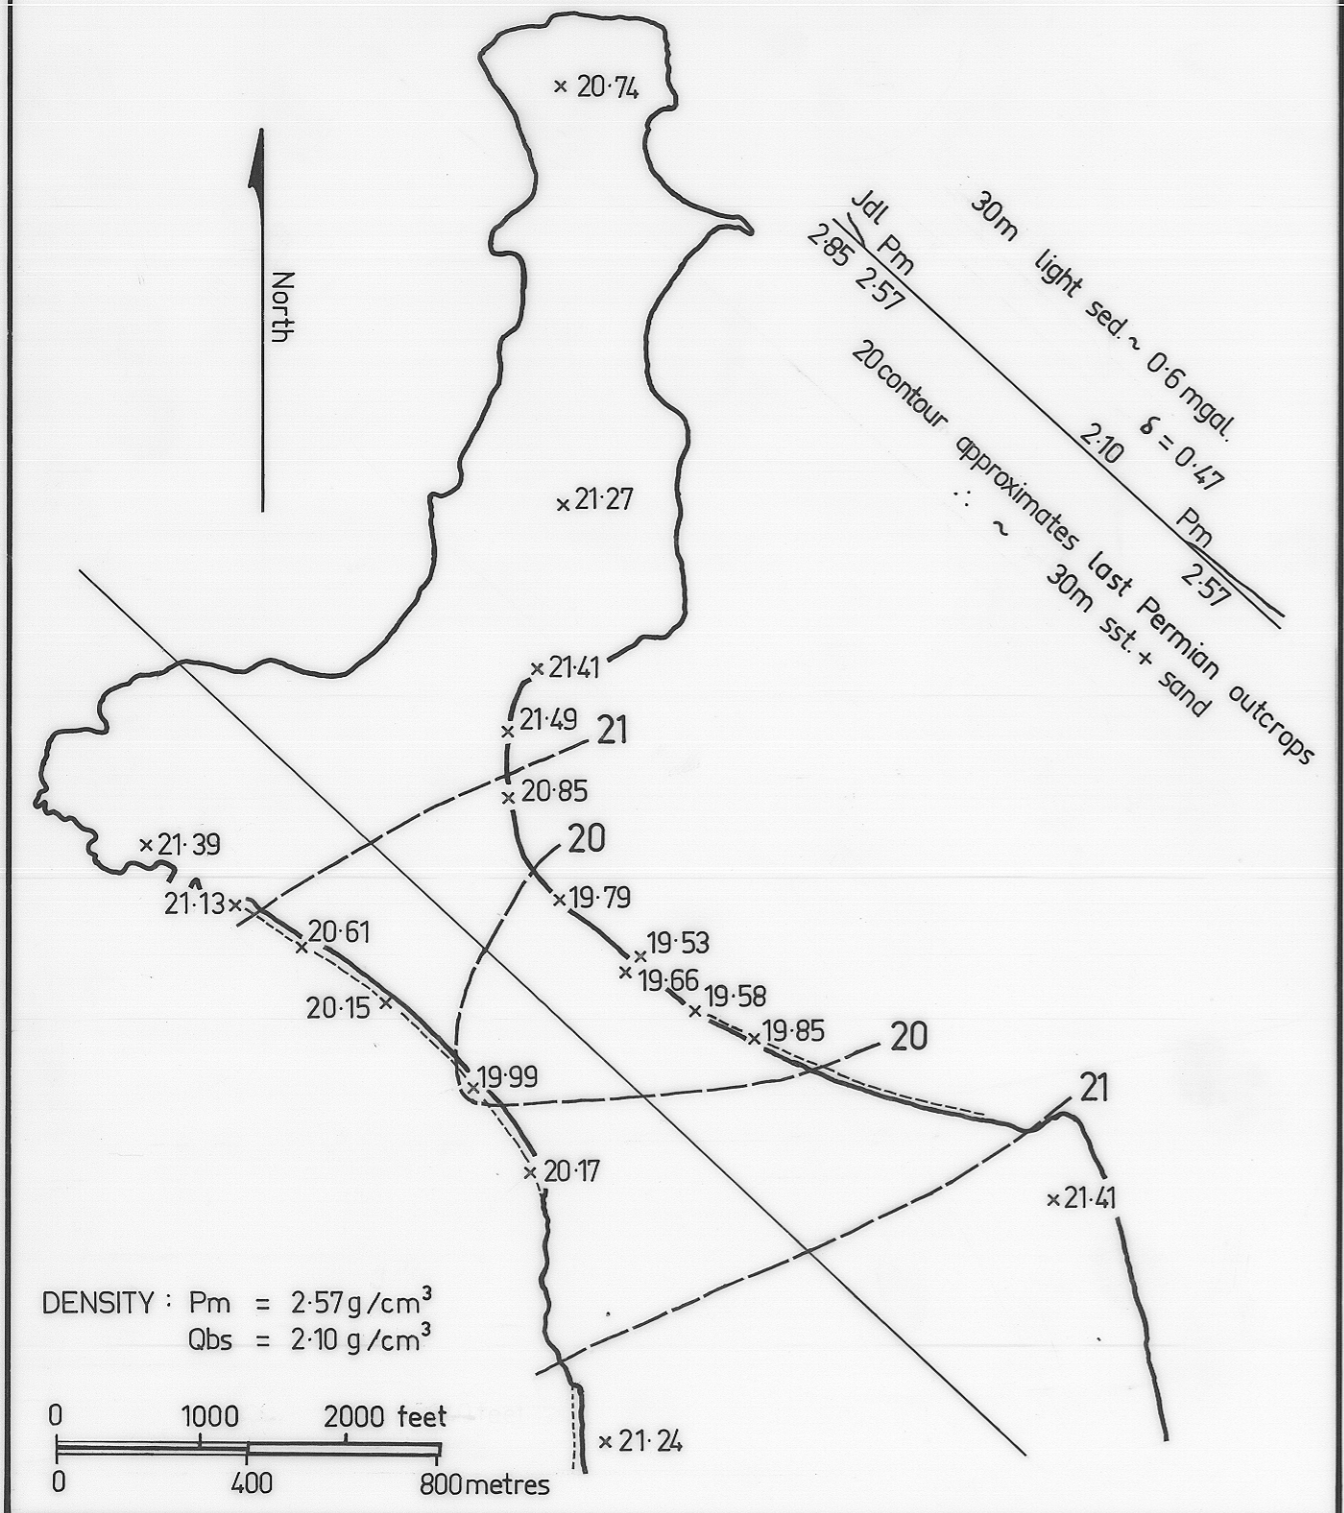 × 20·74
North
Jdl
Pm
2·85 2·57
30m light sed. ~ 0·6 mgal.
δ = 0·47
2·10
Pm
2·57
20 contour approximates last Permian outcrops
∴ ~ 30m sst. + sand
× 21·27
× 21·41
× 21·49
21
× 20·85
20
× 21·39
21·13 ×
× 19·79
20·61
×
× 19·53
× 19·66
20·15 ×
× 19·58
× 19·85
20
× 19·99
21
× 20·17
× 21·41
DENSITY : Pm = 2·57 g/cm³
Qbs = 2·10 g/cm³
0 1000 2000 feet
0 400 800 metres
× 21·24